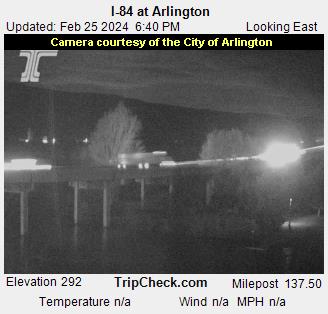 I-84 at Arlington
Updated: Feb 25 2024 6:40 PM Looking East
Camera courtesy of the City of Arlington
Elevation 292 TripCheck.com Milepost 137.50
Temperature n/a Wind n/a MPH n/a